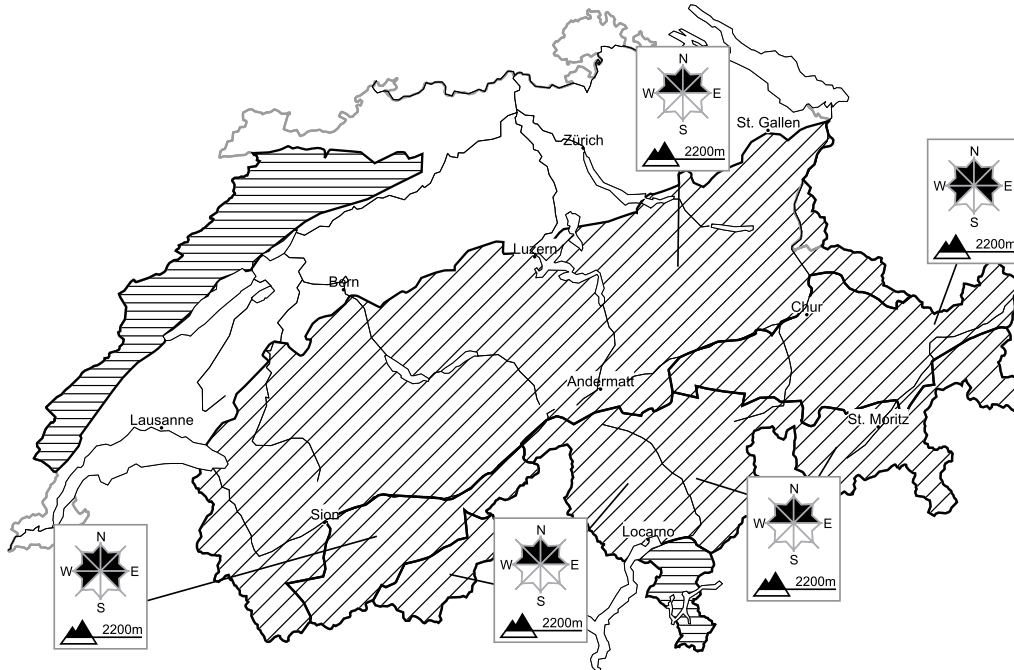 N
W E
S
2200m
St. Gallen
Zürich
N
W E
S
2200m
Luzern
Bern
Chur
Andermatt
Lausanne
St. Moritz
N
W E
S
2200m
Sion
Locarno
N
W E
S
2200m
N
W E
S
2200m